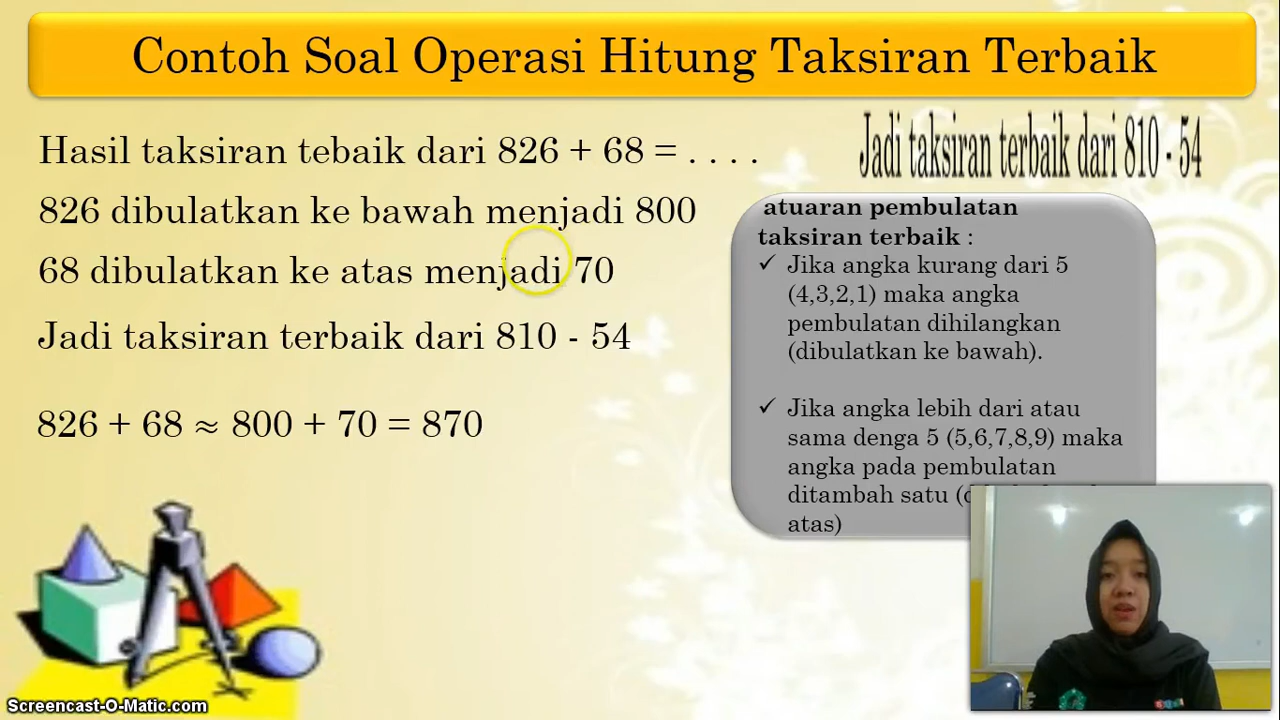 Contoh Soal Operasi Hitung Taksiran Terbaik
Hasil taksiran tebaik dari 826 + 68 = . . . .
826 dibulatkan ke bawah menjadi 800
68 dibulatkan ke atas menjadi 70
Jadi taksiran terbaik dari 810 - 54
826 + 68 ≈ 800 + 70 = 870
Jadi taksiran terbaik dari 810 - 54
atuaran pembulatan
taksiran terbaik :
✓ Jika angka kurang dari 5
(4,3,2,1) maka angka
pembulatan dihilangkan
(dibulatkan ke bawah).
✓ Jika angka lebih dari atau
sama denga 5 (5,6,7,8,9) maka
angka pada pembulatan
ditambah satu
atas)
Screencast-O-Matic.com